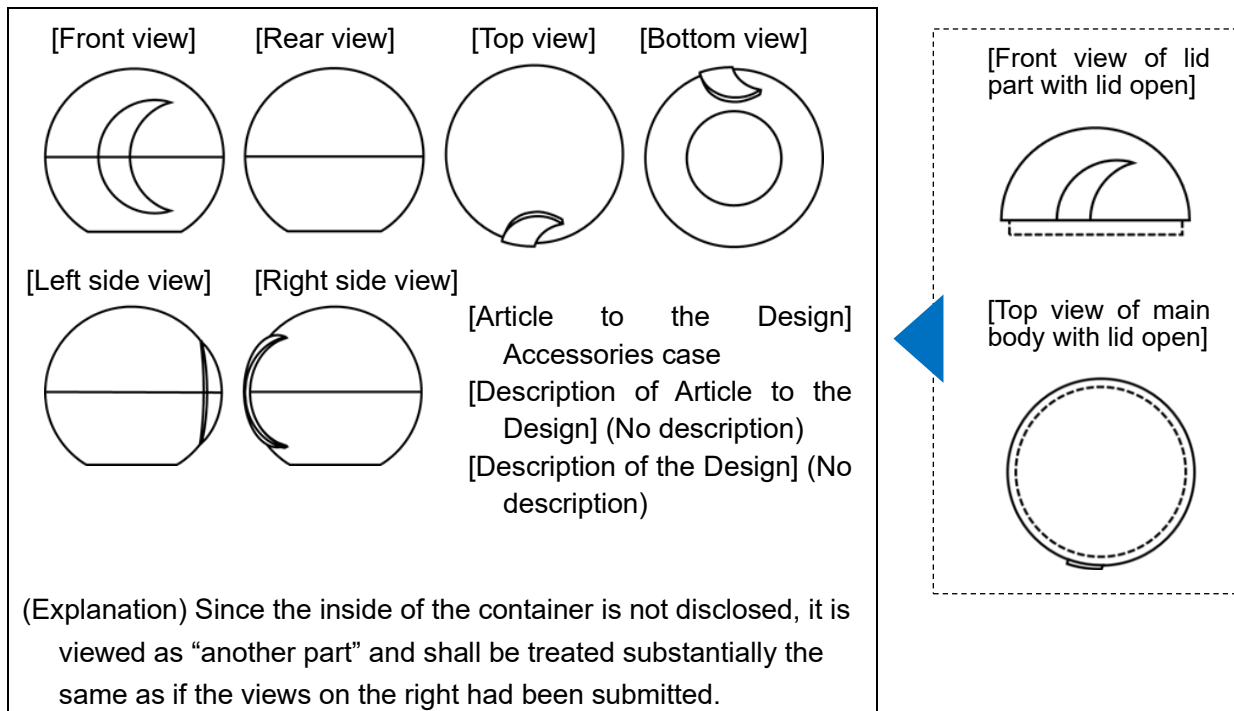 [Front view] [Rear view] [Top view] [Bottom view]
[Left side view] [Right side view]
[Article to the Design]
Accessories case
[Description of Article to the
Design] (No description)
[Description of the Design] (No
description)
(Explanation) Since the inside of the container is not disclosed, it is
viewed as “another part” and shall be treated substantially the
same as if the views on the right had been submitted.
[Front view of lid
part with lid open]
[Top view of main
body with lid open]